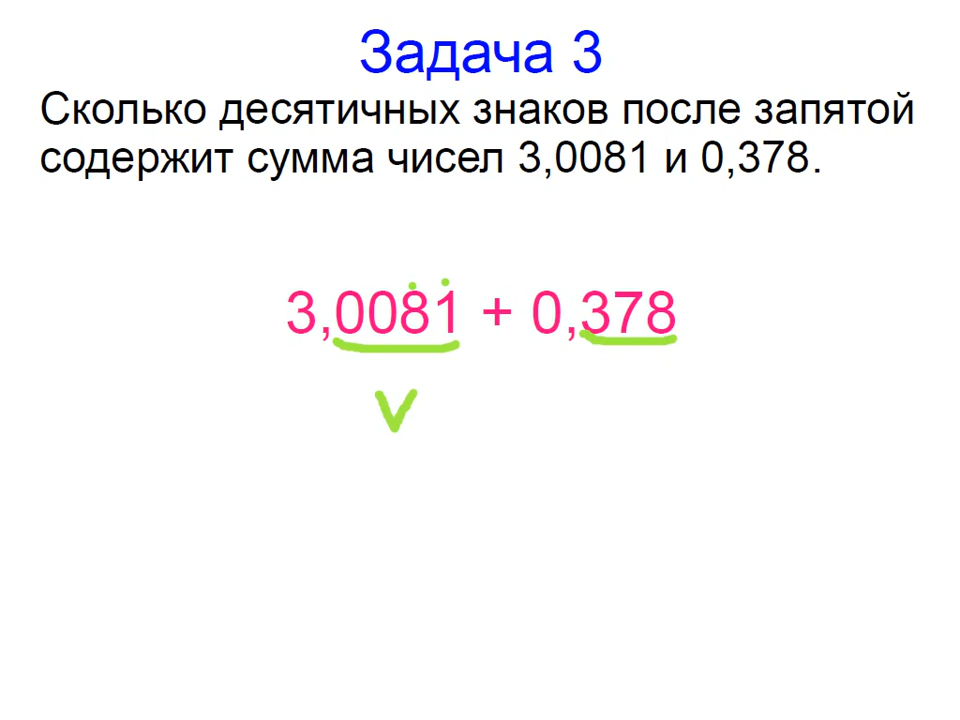 Задача 3
Сколько десятичных знаков после запятой
содержит сумма чисел 3,0081 и 0,378.
3,0081 + 0,378
v